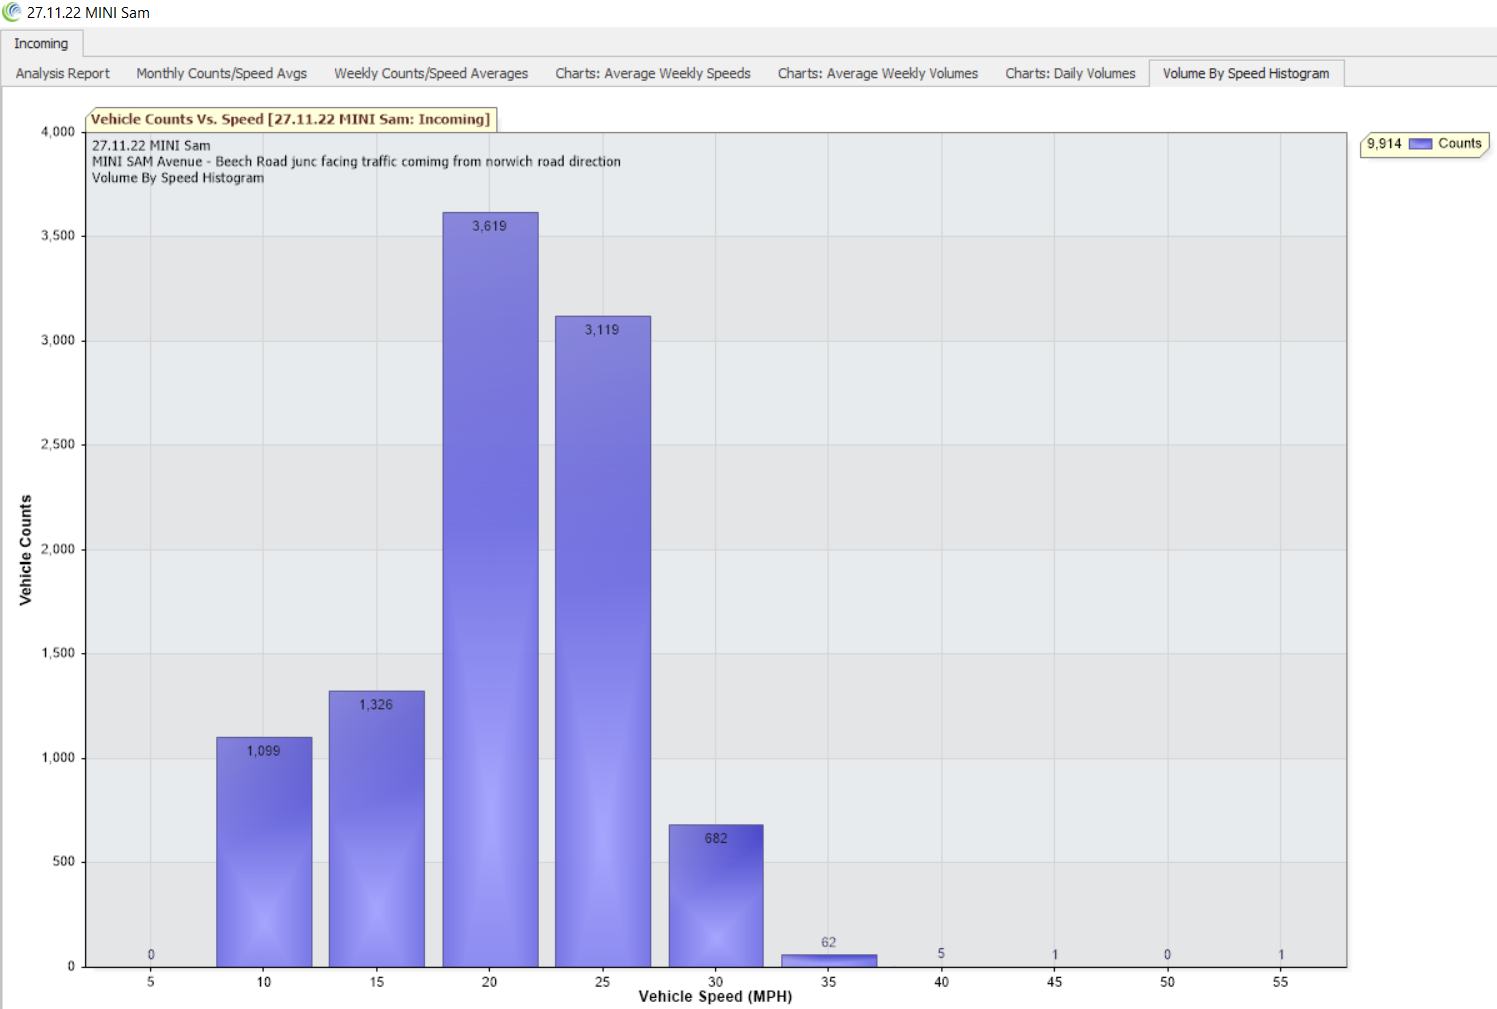 27.11.22 MINI Sam
Incoming
Analysis Report Monthly Counts/Speed Avgs Weekly Counts/Speed Averages Charts: Average Weekly Speeds Charts: Average Weekly Volumes Charts: Daily Volumes Volume By Speed Histogram
Vehicle Counts Vs. Speed [27.11.22 MINI Sam: Incoming]
27.11.22 MINI Sam
MINI SAM Avenue - Beech Road junc facing traffic comimg from norwich road direction
Volume By Speed Histogram
9,914 Counts
4,000
3,500
3,000
2,500
2,000
1,500
1,000
500
0
Vehicle Counts
0
1,099
1,326
3,619
3,119
682
62
5
1
0
1
5 10 15 20 25 30 35 40 45 50 55
Vehicle Speed (MPH)